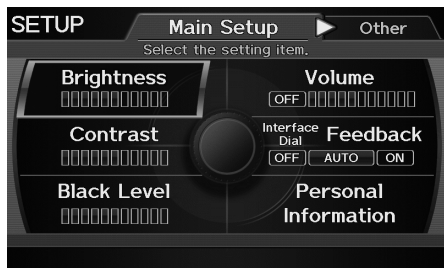 SETUP
Main Setup
Other
Select the setting item.
Brightness
Volume
OFF
Contrast
Interface Dial Feedback
OFF AUTO ON
Black Level
Personal
Information